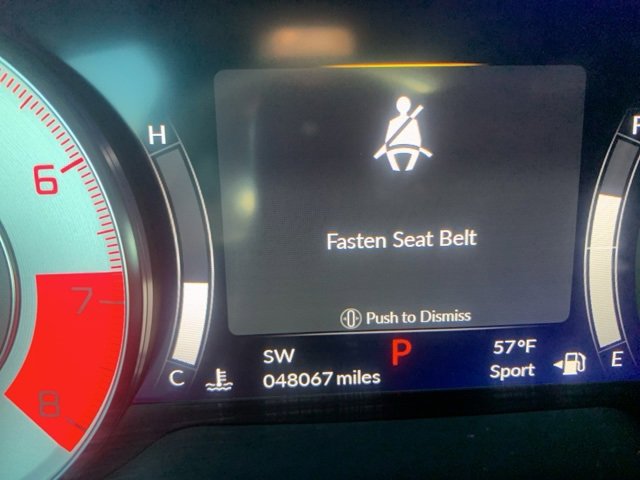 H
F
6
7
8
Fasten Seat Belt
Push to Dismiss
SW
P
57°F
C
048067 miles
Sport
E